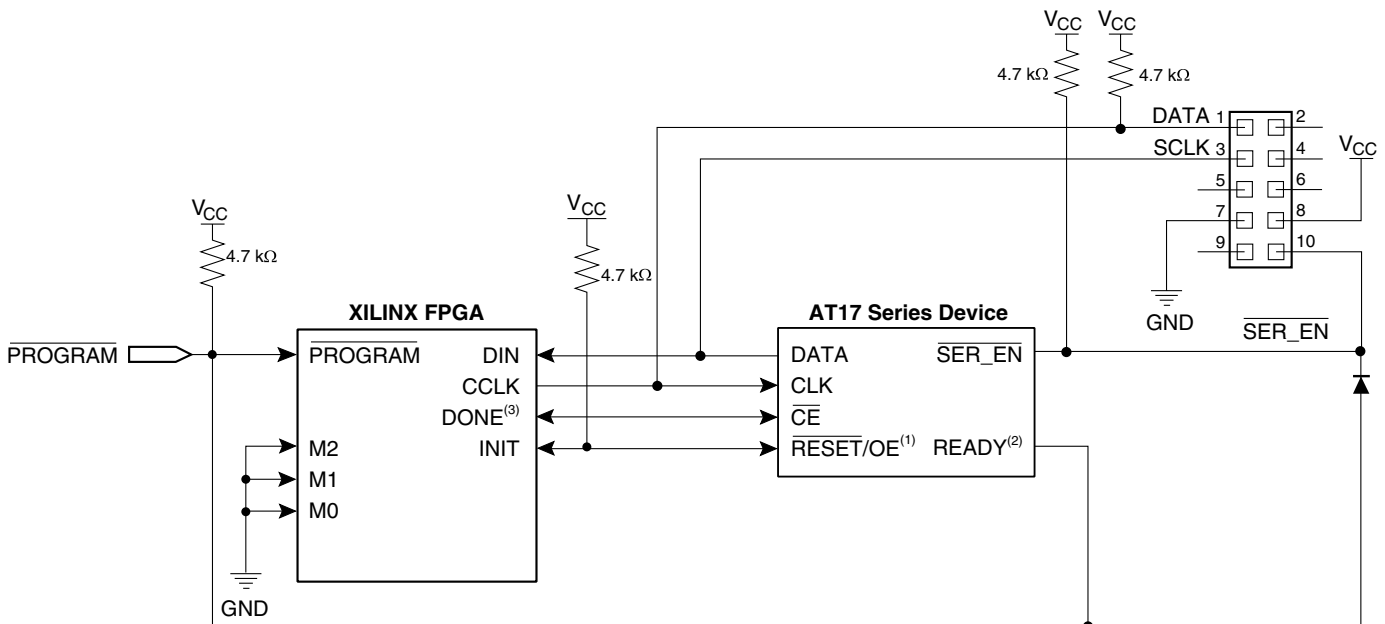 VCC VCC
4.7 kΩ 4.7 kΩ
DATA 1 2
SCLK 3 4
VCC
5 6
7 8
9 10
VCC
4.7 kΩ
VCC
4.7 kΩ
GND
SER_EN
XILINX FPGA
AT17 Series Device
PROGRAM
PROGRAM
DIN
CCLK
DONE(3)
INIT
M2
M1
M0
GND
DATA
CLK
CE
RESET/OE(1)
SER_EN
READY(2)